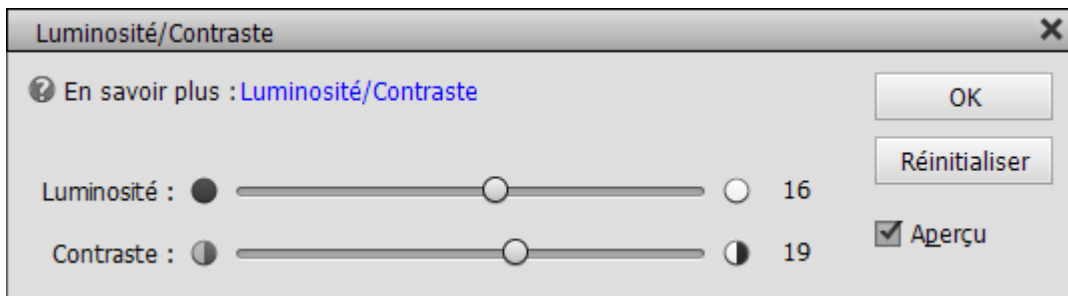 Luminosité/Contraste
En savoir plus : Luminosité/Contraste
OK
Réinitialiser
Luminosité : 16
Contraste : 19
Aperçu